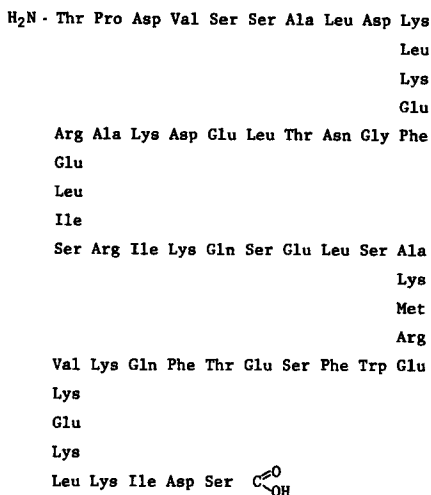 H₂N - Thr Pro Asp Val Ser Ser Ala Leu Asp Lys
Leu
Lys
Glu
Arg Ala Lys Asp Glu Leu Thr Asn Gly Phe
Glu
Leu
Ile
Ser Arg Ile Lys Gln Ser Glu Leu Ser Ala
Lys
Met
Arg
Val Lys Gln Phe Thr Glu Ser Phe Trp Glu
Lys
Glu
Lys
Leu Lys Ile Asp Ser C=O
OH